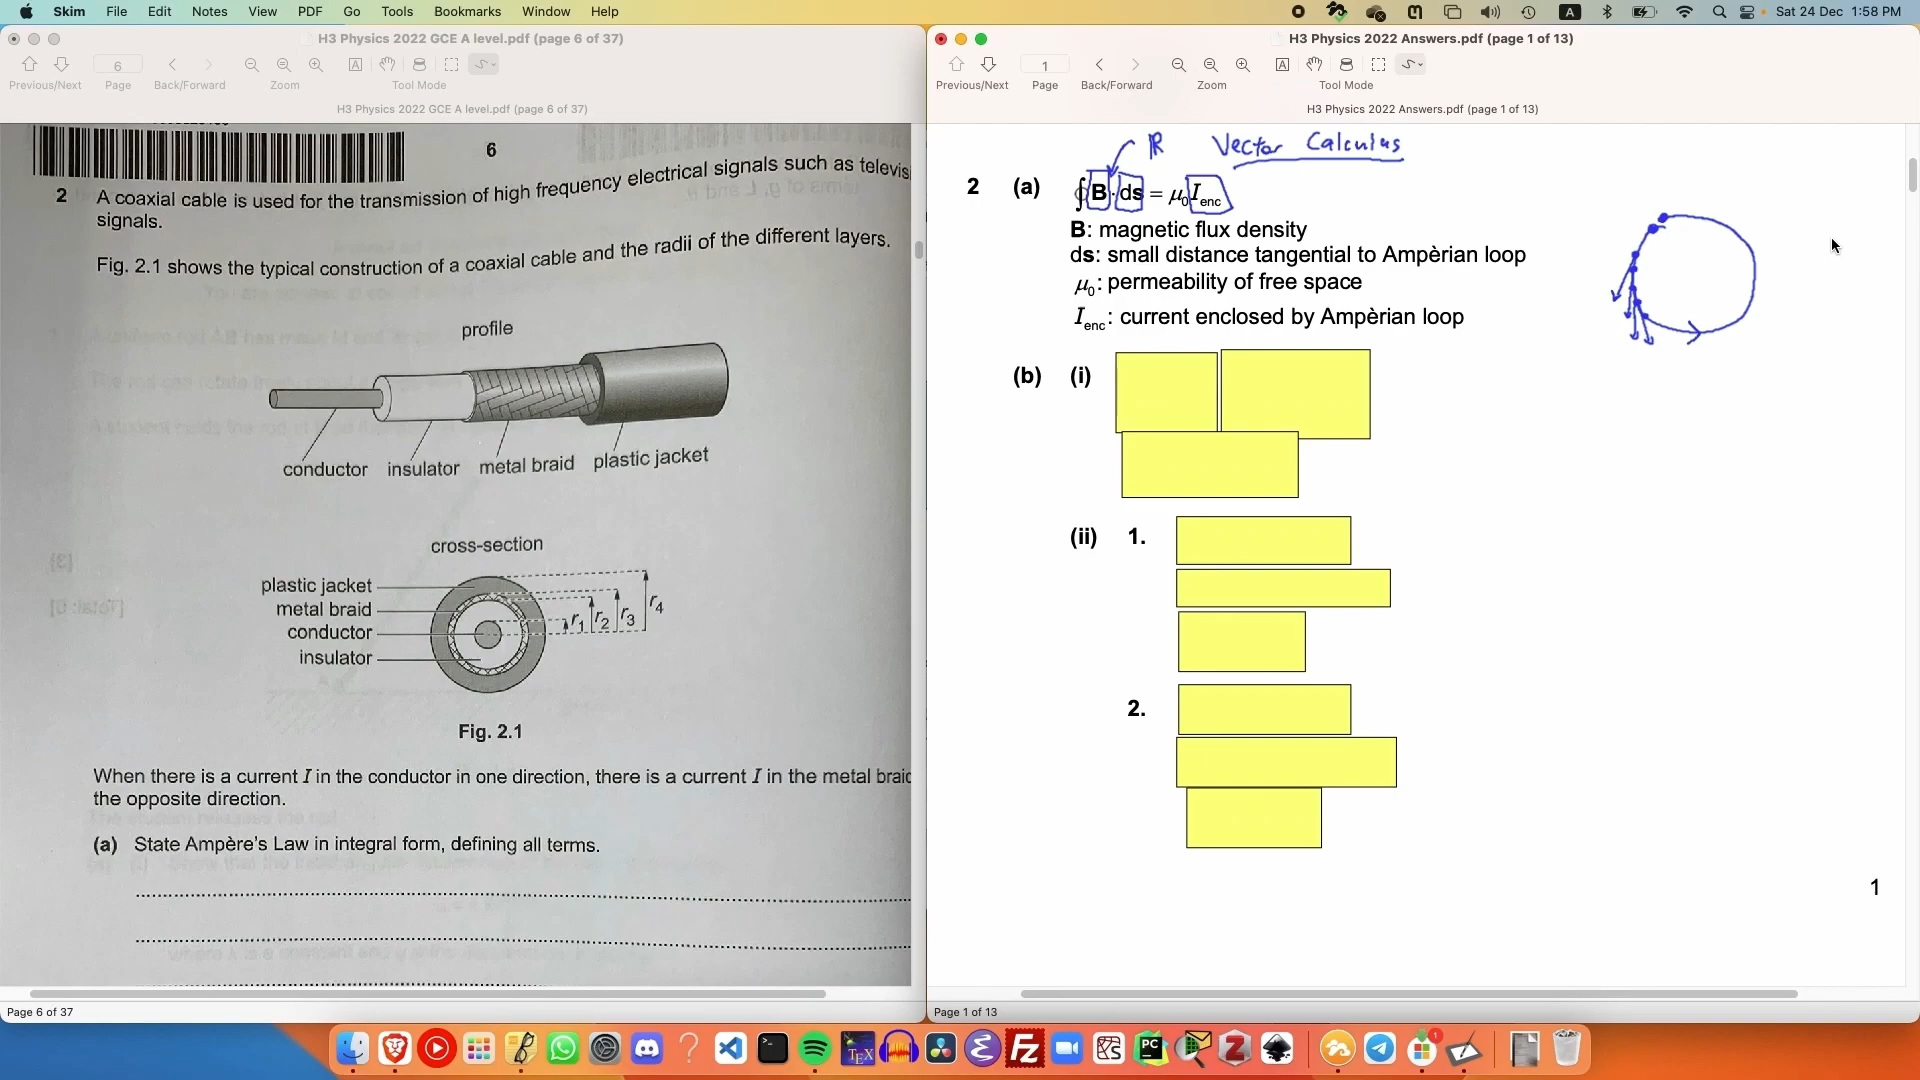 Skim File Edit Notes View PDF Go Tools Bookmarks Window Help
A Sat 24 Dec 1:58 PM
H3 Physics 2022 GCE A level.pdf (page 6 of 37)
6
Previous/Next Page Back/Forward Zoom Tool Mode
H3 Physics 2022 GCE A level.pdf (page 6 of 37)
6
2 A coaxial cable is used for the transmission of high frequency electrical signals such as televis
signals.
Fig. 2.1 shows the typical construction of a coaxial cable and the radii of the different layers.
profile
conductor insulator metal braid plastic jacket
cross-section
plastic jacket
metal braid
conductor
insulator
r1 r2 r3 r4
Fig. 2.1
When there is a current I in the conductor in one direction, there is a current I in the metal braid
the opposite direction.
(a) State Ampère's Law in integral form, defining all terms.
Page 6 of 37
H3 Physics 2022 Answers.pdf (page 1 of 13)
1
Previous/Next Page Back/Forward Zoom Tool Mode
H3 Physics 2022 Answers.pdf (page 1 of 13)
ℝ Vector Calculus
2 (a) ∮B·ds = μ0Ienc
B: magnetic flux density
ds: small distance tangential to Ampèrian loop
μ0: permeability of free space
Ienc: current enclosed by Ampèrian loop
(b) (i)
(ii) 1.
2.
1
Page 1 of 13